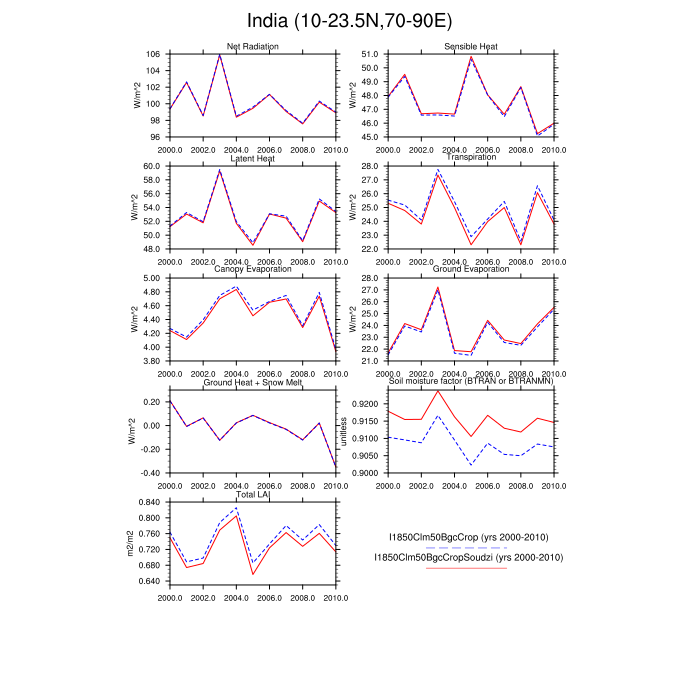 India (10-23.5N,70-90E)
Net Radiation
Sensible Heat
106
104
102
100
98
96
W/m^2
2000.0 2002.0 2004.0 2006.0 2008.0 2010.0
51.0
50.0
49.0
48.0
47.0
46.0
45.0
W/m^2
2000.0 2002.0 2004.0 2006.0 2008.0 2010.0
Latent Heat
Transpiration
60.0
58.0
56.0
54.0
52.0
50.0
48.0
W/m^2
2000.0 2002.0 2004.0 2006.0 2008.0 2010.0
28.0
27.0
26.0
25.0
24.0
23.0
22.0
W/m^2
2000.0 2002.0 2004.0 2006.0 2008.0 2010.0
Canopy Evaporation
Ground Evaporation
5.00
4.80
4.60
4.40
4.20
4.00
3.80
W/m^2
2000.0 2002.0 2004.0 2006.0 2008.0 2010.0
28.0
27.0
26.0
25.0
24.0
23.0
22.0
21.0
W/m^2
2000.0 2002.0 2004.0 2006.0 2008.0 2010.0
Ground Heat + Snow Melt
Soil moisture factor (BTRAN or BTRANMN)
0.20
0.00
-0.20
-0.40
W/m^2
2000.0 2002.0 2004.0 2006.0 2008.0 2010.0
0.9200
0.9150
0.9100
0.9050
0.9000
unitless
2000.0 2002.0 2004.0 2006.0 2008.0 2010.0
Total LAI
0.840
0.800
0.760
0.720
0.680
0.640
m2/m2
2000.0 2002.0 2004.0 2006.0 2008.0 2010.0
I1850Clm50BgcCrop (yrs 2000-2010)
I1850Clm50BgcCropSoudzi (yrs 2000-2010)